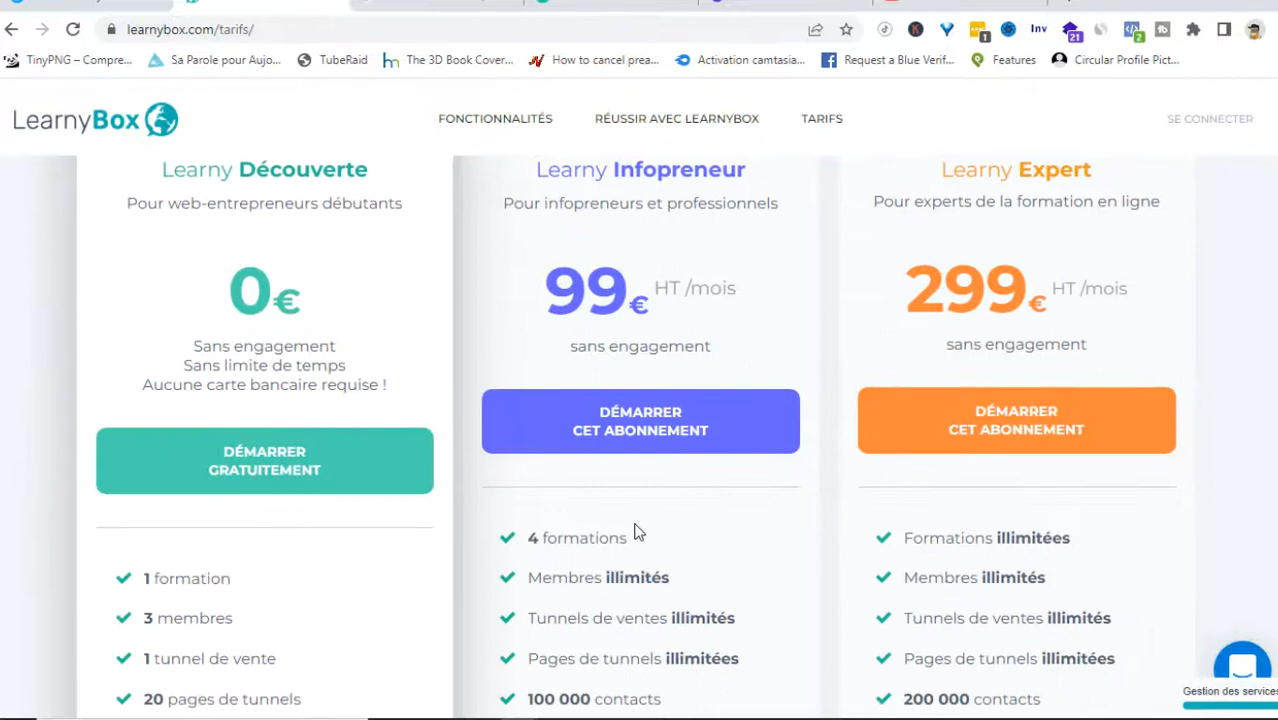 learnybox.com/tarifs/
Inv
1
21
2
TinyPNG – Compre...
Sa Parole pour Aujo...
TubeRaid
The 3D Book Cover...
How to cancel prea...
Activation camtasia...
Request a Blue Verif...
Features
Circular Profile Pict...
LearnyBox
FONCTIONNALITÉS
RÉUSSIR AVEC LEARNYBOX
TARIFS
SE CONNECTER
Learny Découverte
Pour web-entrepreneurs débutants
0€
Sans engagement
Sans limite de temps
Aucune carte bancaire requise !
DÉMARRER
GRATUITEMENT
1 formation
3 membres
1 tunnel de vente
20 pages de tunnels
Learny Infopreneur
Pour infopreneurs et professionnels
99€ HT /mois
sans engagement
DÉMARRER
CET ABONNEMENT
4 formations
Membres illimités
Tunnels de ventes illimités
Pages de tunnels illimitées
100 000 contacts
Learny Expert
Pour experts de la formation en ligne
299€ HT /mois
sans engagement
DÉMARRER
CET ABONNEMENT
Formations illimitées
Membres illimités
Tunnels de ventes illimités
Pages de tunnels illimitées
200 000 contacts
Gestion des services